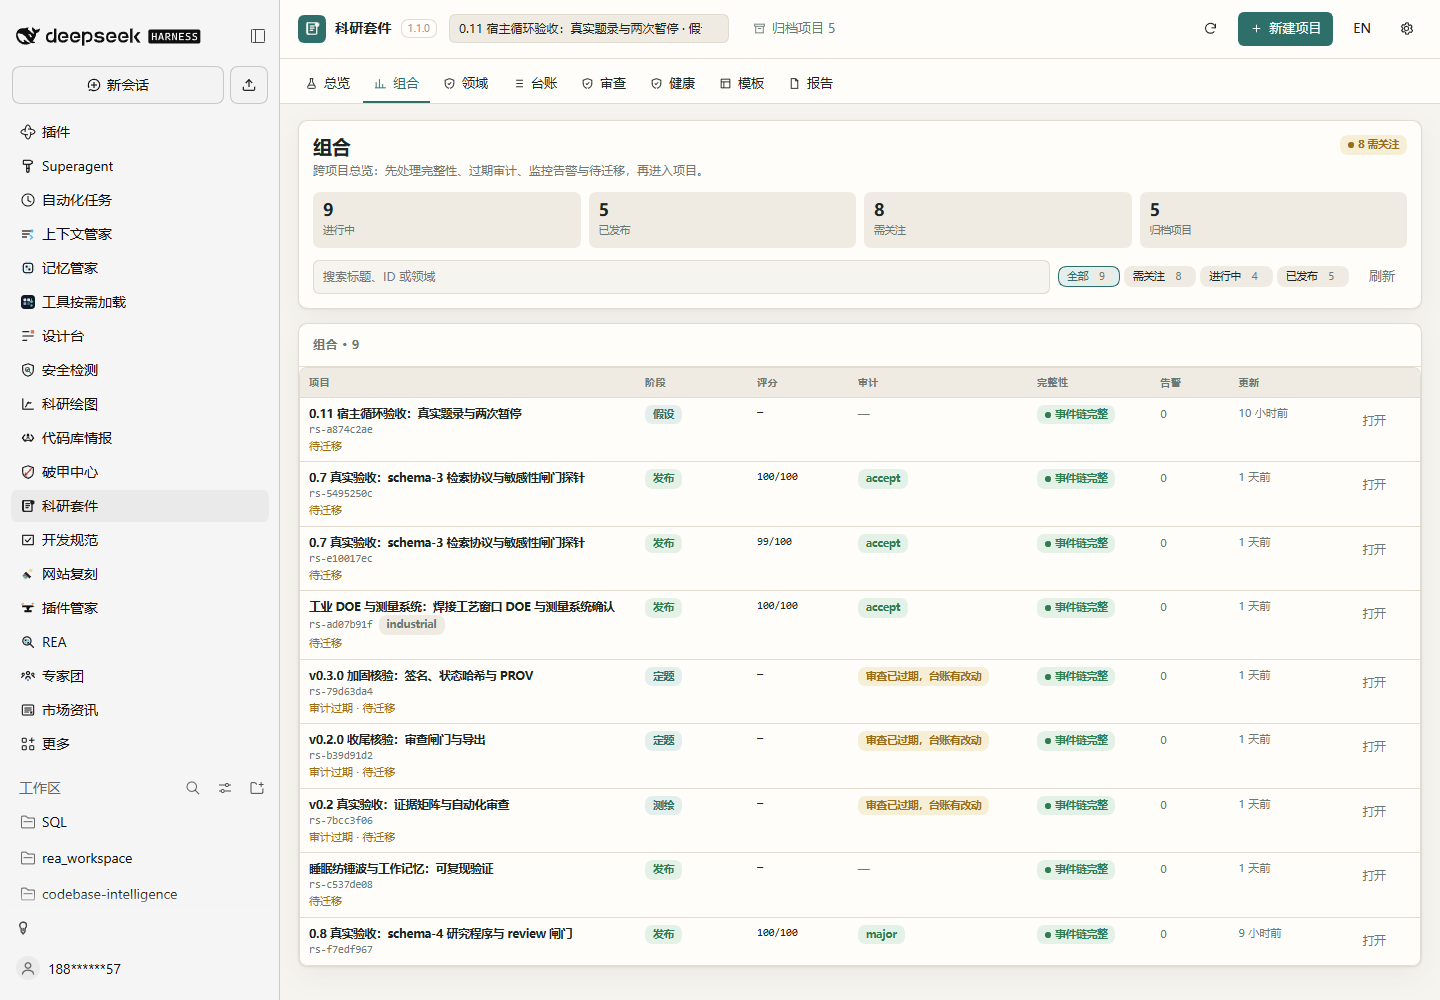 deepseek HARNESS
新会话
插件
Superagent
自动化任务
上下文管家
记忆管家
工具按需加载
设计台
安全检测
科研绘图
代码库情报
破甲中心
科研套件
开发规范
网站复刻
插件管家
REA
专家团
市场资讯
更多
工作区
SQL
rea_workspace
codebase-intelligence
188******57
科研套件 1.1.0 0.11 宿主循环验收：真实题录与两次暂停 · 假 归档项目 5 + 新建项目 EN
总览 组合 领域 台账 审查 健康 模板 报告
组合 8 需关注
跨项目总览：先处理完整性、过期审计、监控告警与待迁移，再进入项目。
9 5 8 5
进行中 已发布 需关注 归档项目
搜索标题、ID 或领域 全部 9 需关注 8 进行中 4 已发布 5 刷新
组合 • 9
项目 阶段 评分 审计 完整性 告警 更新
0.11 宿主循环验收：真实题录与两次暂停 假设 – — 事件链完整 0 10 小时前 打开
rs-a874c2ae
待迁移
0.7 真实验收：schema-3 检索协议与敏感性闸门探针 发布 100/100 accept 事件链完整 0 1 天前 打开
rs-5495250c
待迁移
0.7 真实验收：schema-3 检索协议与敏感性闸门探针 发布 99/100 accept 事件链完整 0 1 天前 打开
rs-e10017ec
待迁移
工业 DOE 与测量系统：焊接工艺窗口 DOE 与测量系统确认 发布 100/100 accept 事件链完整 0 1 天前 打开
rs-ad07b91f industrial
待迁移
v0.3.0 加固核验：签名、状态哈希与 PROV 定题 – 审查已过期，台账有改动 事件链完整 0 1 天前 打开
rs-79d63da4
审计过期 · 待迁移
v0.2.0 收尾核验：审查闸门与导出 定题 – 审查已过期，台账有改动 事件链完整 0 1 天前 打开
rs-b39d91d2
审计过期 · 待迁移
v0.2 真实验收：证据矩阵与自动化审查 测绘 – 审查已过期，台账有改动 事件链完整 0 1 天前 打开
rs-7bcc3f06
审计过期 · 待迁移
睡眠纺锤波与工作记忆：可复现验证 发布 – — 事件链完整 0 1 天前 打开
rs-c537de08
待迁移
0.8 真实验收：schema-4 研究程序与 review 闸门 发布 100/100 major 事件链完整 0 9 小时前 打开
rs-f7edf967